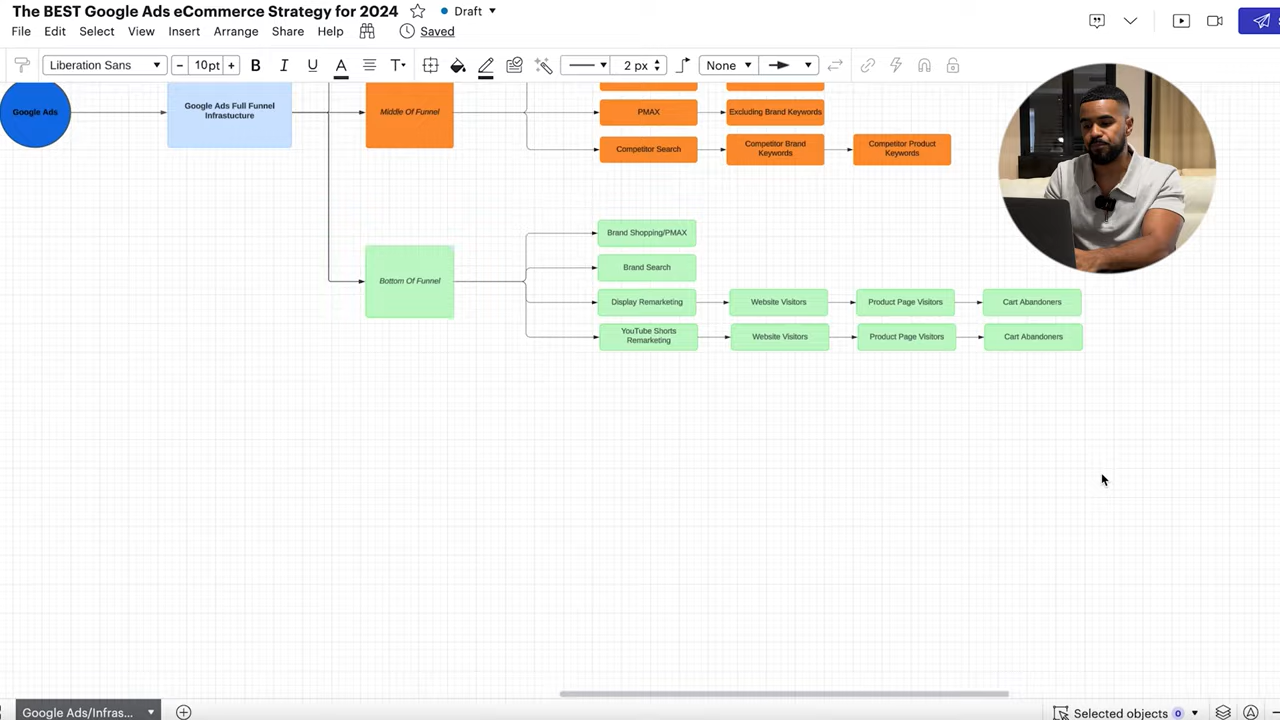 The BEST Google Ads eCommerce Strategy for 2024
Draft
File Edit Select View Insert Arrange Share Help Saved
Liberation Sans
10pt
B I U A T
2 px
None
Google Ads
Google Ads Full Funnel
Infrastucture
Middle Of Funnel
PMAX
Excluding Brand Keywords
Competitor Search
Competitor Brand
Keywords
Competitor Product
Keywords
Bottom Of Funnel
Brand Shopping/PMAX
Brand Search
Display Remarketing
Website Visitors
Product Page Visitors
Cart Abandoners
YouTube Shorts
Remarketing
Website Visitors
Product Page Visitors
Cart Abandoners
Google Ads/Infras...
Selected objects 0